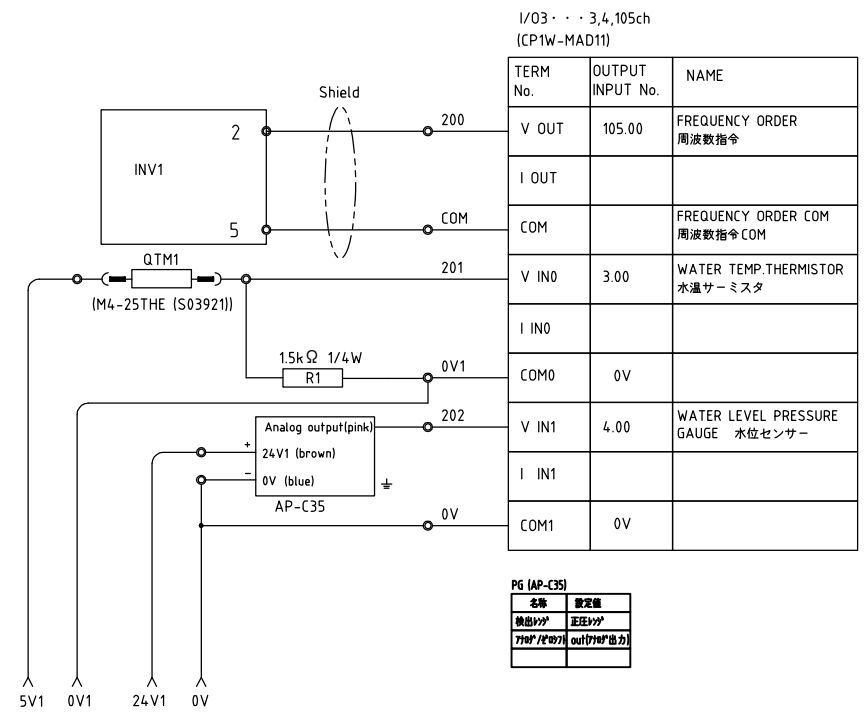 I/O3・・・3,4,105ch
(CP1W-MAD11)
TERM No.
OUTPUT INPUT No.
NAME
Shield
INV1
2
200
V OUT
105.00
FREQUENCY ORDER
周波数指令
I OUT
5
COM
COM
FREQUENCY ORDER COM
周波数指令COM
QTM1
(M4-25THE (S03921))
201
V IN0
3.00
WATER TEMP.THERMISTOR
水温サーミスタ
I IN0
1.5kΩ 1/4W
R1
0V1
COM0
0V
Analog output(pink)
+
24V1 (brown)
−
0V (blue)
AP-C35
202
V IN1
4.00
WATER LEVEL PRESSURE
GAUGE 水位センサー
I IN1
0V
COM1
0V
PG (AP-C35)
名称
設定値
検出ﾚﾝｼﾞ
正圧ﾚﾝｼﾞ
ｱﾅﾛｸﾞ/ｾﾞﾛｼﾌﾄ
out(ｱﾅﾛｸﾞ出力)
5V1
0V1
24V1
0V